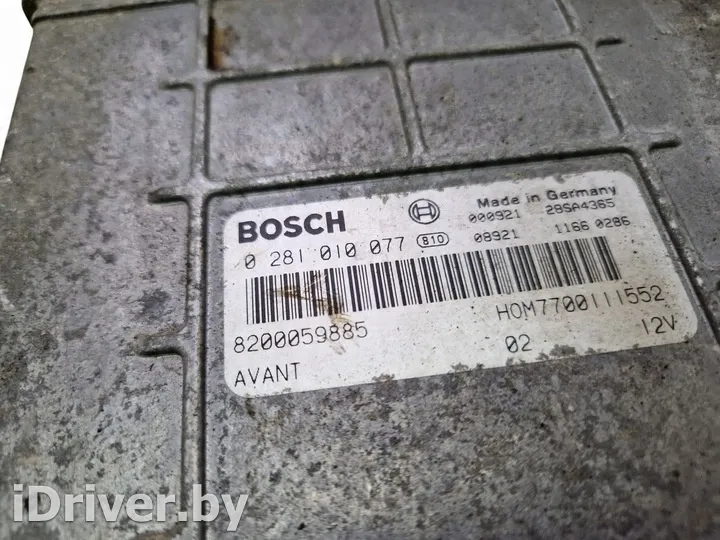 BOSCH
Made in Germany
000921 28SA4365
0 281 010 077 810 08921 1166 0286
8200059885 HOM7700111552
AVANT 02 12V
iDriver.by